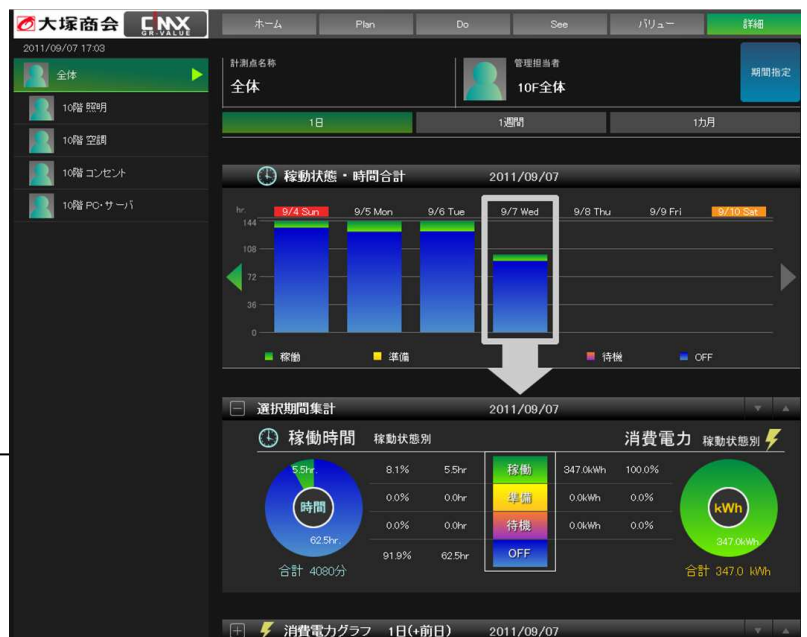 大塚商会 CINX
GR-VALUE
ホーム Plan Do See バリュー 詳細
2011/09/07 17:03
全体
10階 照明
10階 空調
10階 コンセント
10階 PC・サーバ
計測点名称
全体
管理担当者
10F全体
期間指定
1日 1週間 1カ月
稼動状態・時間合計 2011/09/07
hr. 9/4 Sun 9/5 Mon 9/6 Tue 9/7 Wed 9/8 Thu 9/9 Fri 9/10 Sat
144
108
72
36
0
稼働 準備 待機 OFF
選択期間集計 2011/09/07
稼働時間 稼動状態別 消費電力 稼動状態別
5.5hr. 8.1% 5.5hr 稼働 347.0kWh 100.0%
時間 0.0% 0.0hr 準備 0.0kWh 0.0% kWh
0.0% 0.0hr 待機 0.0kWh 0.0%
62.5hr. 91.9% 62.5hr OFF 347.0kWh
合計 4080分 合計 347.0 kWh
消費電力グラフ 1日(+前日) 2011/09/07